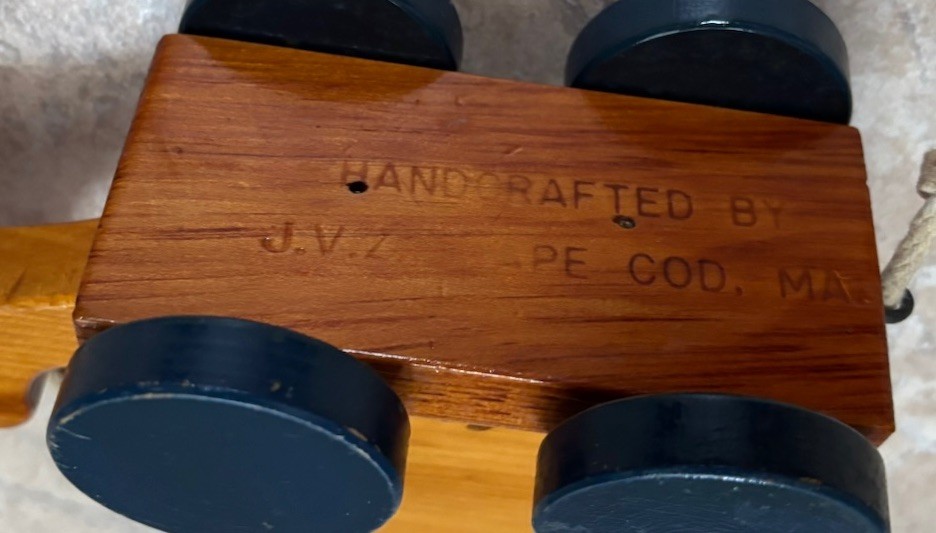 HANDCRAFTED BY
J.V.Z. PE COD, MA.